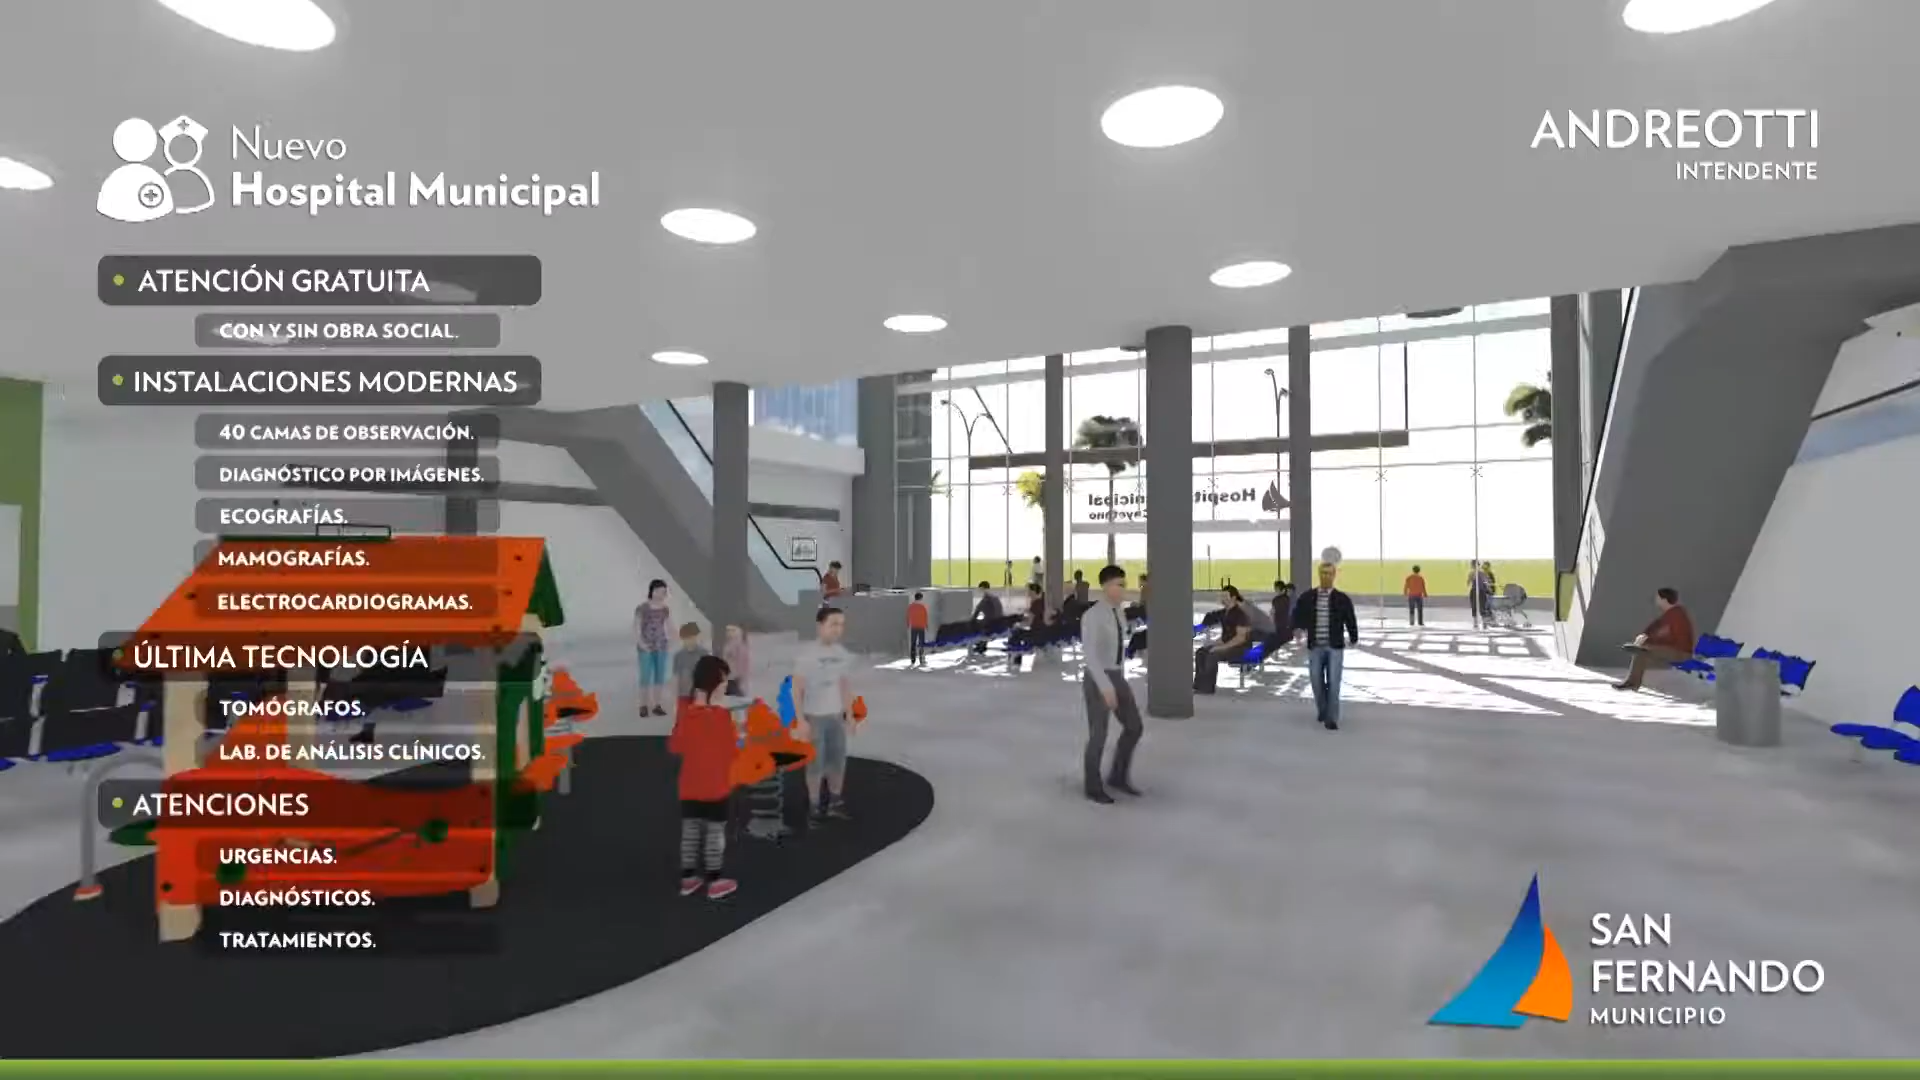 Nuevo
Hospital Municipal
ANDREOTTI
INTENDENTE
• ATENCIÓN GRATUITA
CON Y SIN OBRA SOCIAL.
• INSTALACIONES MODERNAS
40 CAMAS DE OBSERVACIÓN.
DIAGNÓSTICO POR IMÁGENES.
ECOGRAFÍAS.
MAMOGRAFÍAS.
ELECTROCARDIOGRAMAS.
ÚLTIMA TECNOLOGÍA
TOMÓGRAFOS.
LAB. DE ANÁLISIS CLÍNICOS.
• ATENCIONES
URGENCIAS.
DIAGNÓSTICOS.
TRATAMIENTOS.
SAN
FERNANDO
MUNICIPIO